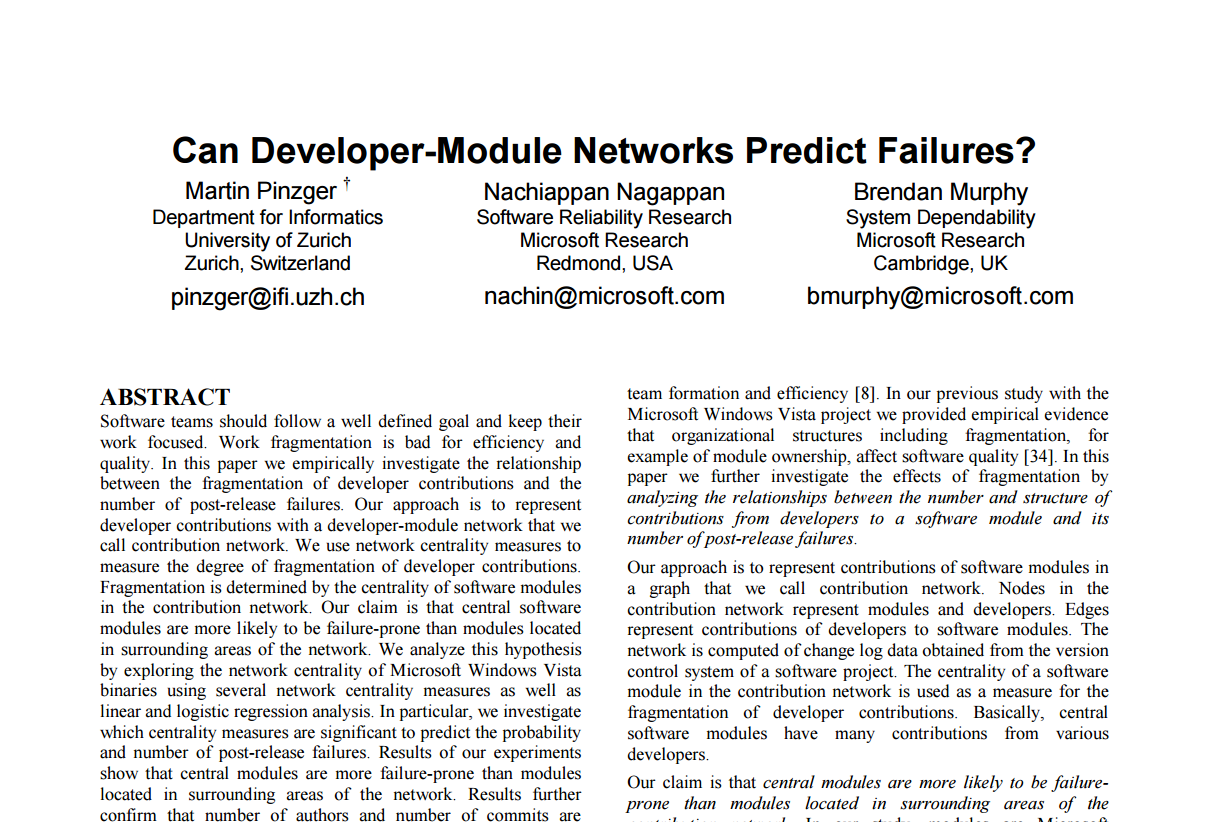 Can Developer-Module Networks Predict Failures?
Martin Pinzger †
Department for Informatics
University of Zurich
Zurich, Switzerland
pinzger@ifi.uzh.ch
Nachiappan Nagappan
Software Reliability Research
Microsoft Research
Redmond, USA
nachin@microsoft.com
Brendan Murphy
System Dependability
Microsoft Research
Cambridge, UK
bmurphy@microsoft.com
ABSTRACT
Software teams should follow a well defined goal and keep their
work focused. Work fragmentation is bad for efficiency and
quality. In this paper we empirically investigate the relationship
between the fragmentation of developer contributions and the
number of post-release failures. Our approach is to represent
developer contributions with a developer-module network that we
call contribution network. We use network centrality measures to
measure the degree of fragmentation of developer contributions.
Fragmentation is determined by the centrality of software modules
in the contribution network. Our claim is that central software
modules are more likely to be failure-prone than modules located
in surrounding areas of the network. We analyze this hypothesis
by exploring the network centrality of Microsoft Windows Vista
binaries using several network centrality measures as well as
linear and logistic regression analysis. In particular, we investigate
which centrality measures are significant to predict the probability
and number of post-release failures. Results of our experiments
show that central modules are more failure-prone than modules
located in surrounding areas of the network. Results further
confirm that number of authors and number of commits are
team formation and efficiency [8]. In our previous study with the
Microsoft Windows Vista project we provided empirical evidence
that organizational structures including fragmentation, for
example of module ownership, affect software quality [34]. In this
paper we further investigate the effects of fragmentation by
analyzing the relationships between the number and structure of
contributions from developers to a software module and its
number of post-release failures.
Our approach is to represent contributions of software modules in
a graph that we call contribution network. Nodes in the
contribution network represent modules and developers. Edges
represent contributions of developers to software modules. The
network is computed of change log data obtained from the version
control system of a software project. The centrality of a software
module in the contribution network is used as a measure for the
fragmentation of developer contributions. Basically, central
software modules have many contributions from various
developers.
Our claim is that central modules are more likely to be failure-
prone than modules located in surrounding areas of the